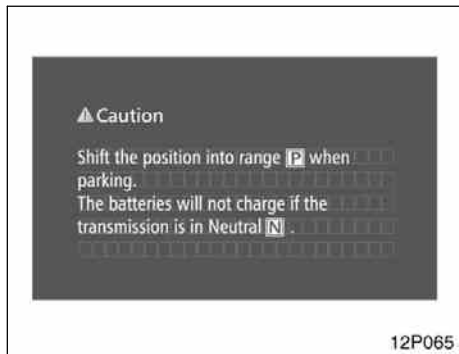 ⚠ Caution
Shift the position into range P when
parking.
The batteries will not charge if the
transmission is in Neutral N .
12P065